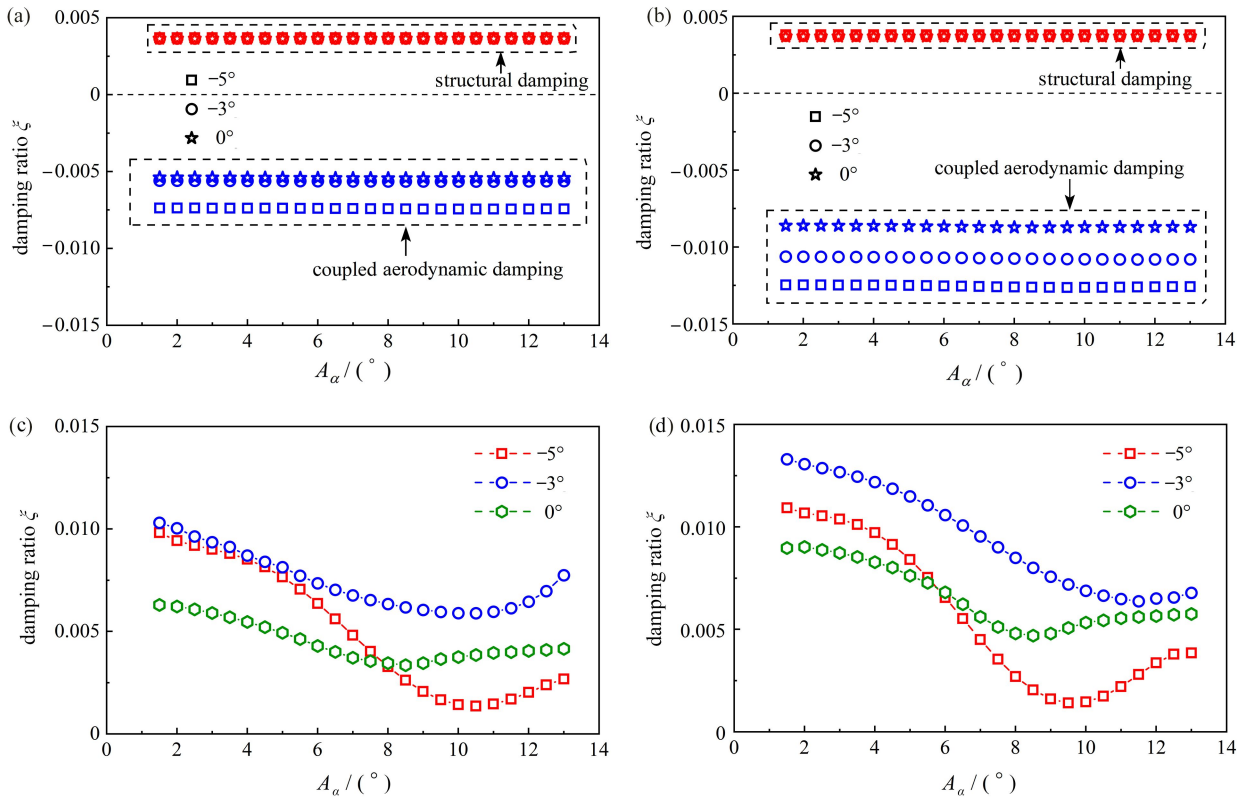 (a)
0.005
0
−0.005
−0.010
−0.015
damping ratio ξ
structural damping
−5°
−3°
0°
coupled aerodynamic damping
0 2 4 6 8 10 12 14
Aα / (°)
(b)
0.005
0
−0.005
−0.010
−0.015
damping ratio ξ
structural damping
−5°
−3°
0°
coupled aerodynamic damping
0 2 4 6 8 10 12 14
Aα / (°)
(c)
0.015
0.010
0.005
0
damping ratio ξ
−5°
−3°
0°
0 2 4 6 8 10 12 14
Aα / (°)
(d)
0.015
0.010
0.005
0
damping ratio ξ
−5°
−3°
0°
0 2 4 6 8 10 12 14
Aα / (°)